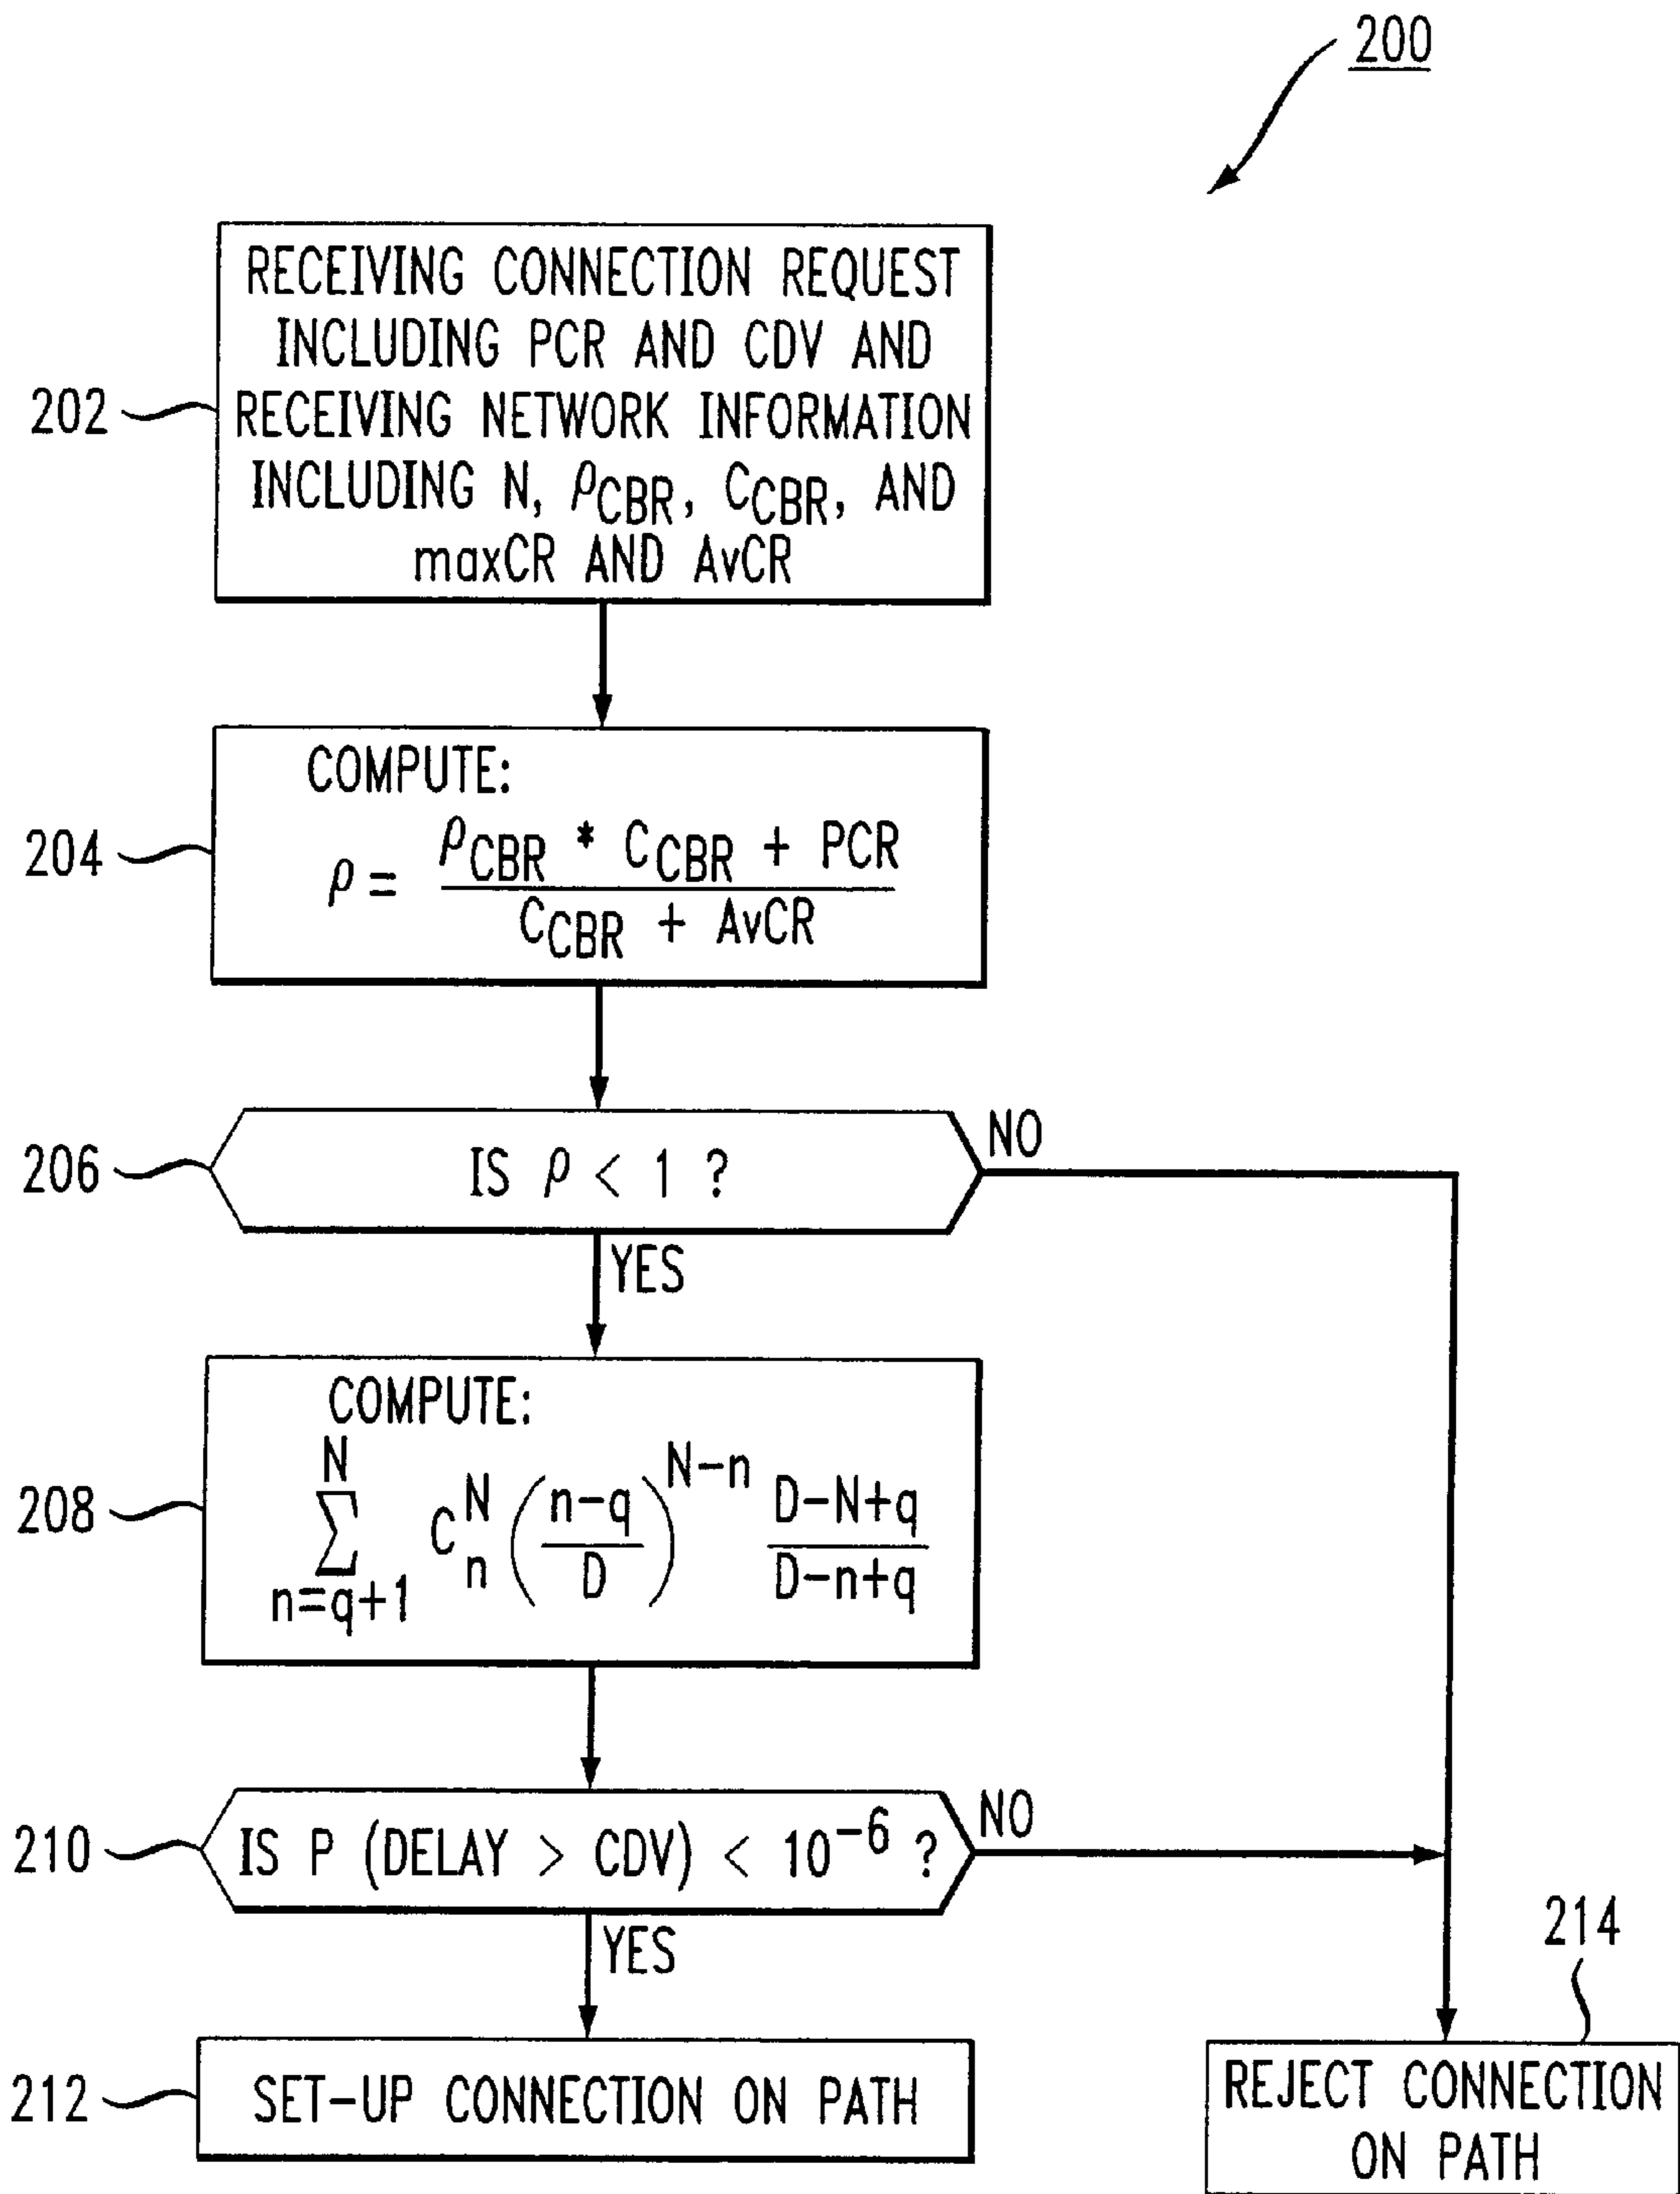 200
RECEIVING CONNECTION REQUEST
INCLUDING PCR AND CDV AND
RECEIVING NETWORK INFORMATION
INCLUDING N, ρCBR, CCBR, AND
maxCR AND AvCR
202
COMPUTE:
ρ = (ρCBR * CCBR + PCR) / (CCBR + AvCR)
204
IS ρ < 1 ?
206
NO
YES
COMPUTE:
∑_{n=q+1}^{N} C_n^N ((n-q)/D)^{N-n} (D-N+q)/(D-n+q)
208
IS P (DELAY > CDV) < 10^{-6} ?
210
NO
YES
SET-UP CONNECTION ON PATH
212
214
REJECT CONNECTION
ON PATH